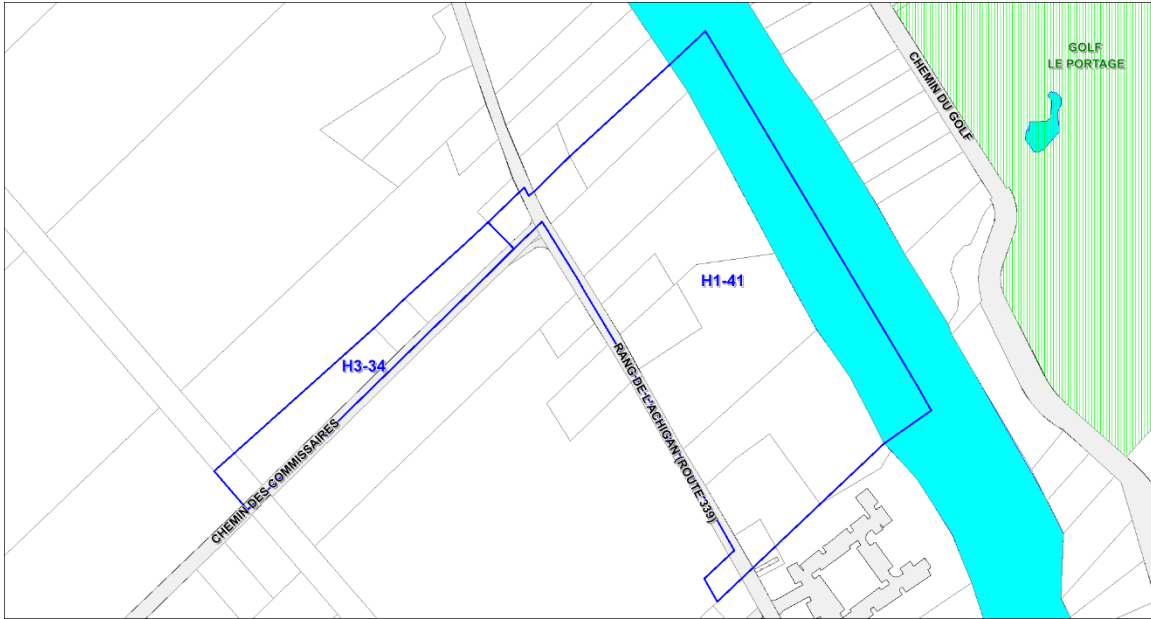 GOLF
LE PORTAGE
CHEMIN DU GOLF
H1-41
H3-34
RANG DE L'ACHIGAN (ROUTE 339)
CHEMIN DES COMMISSAIRES